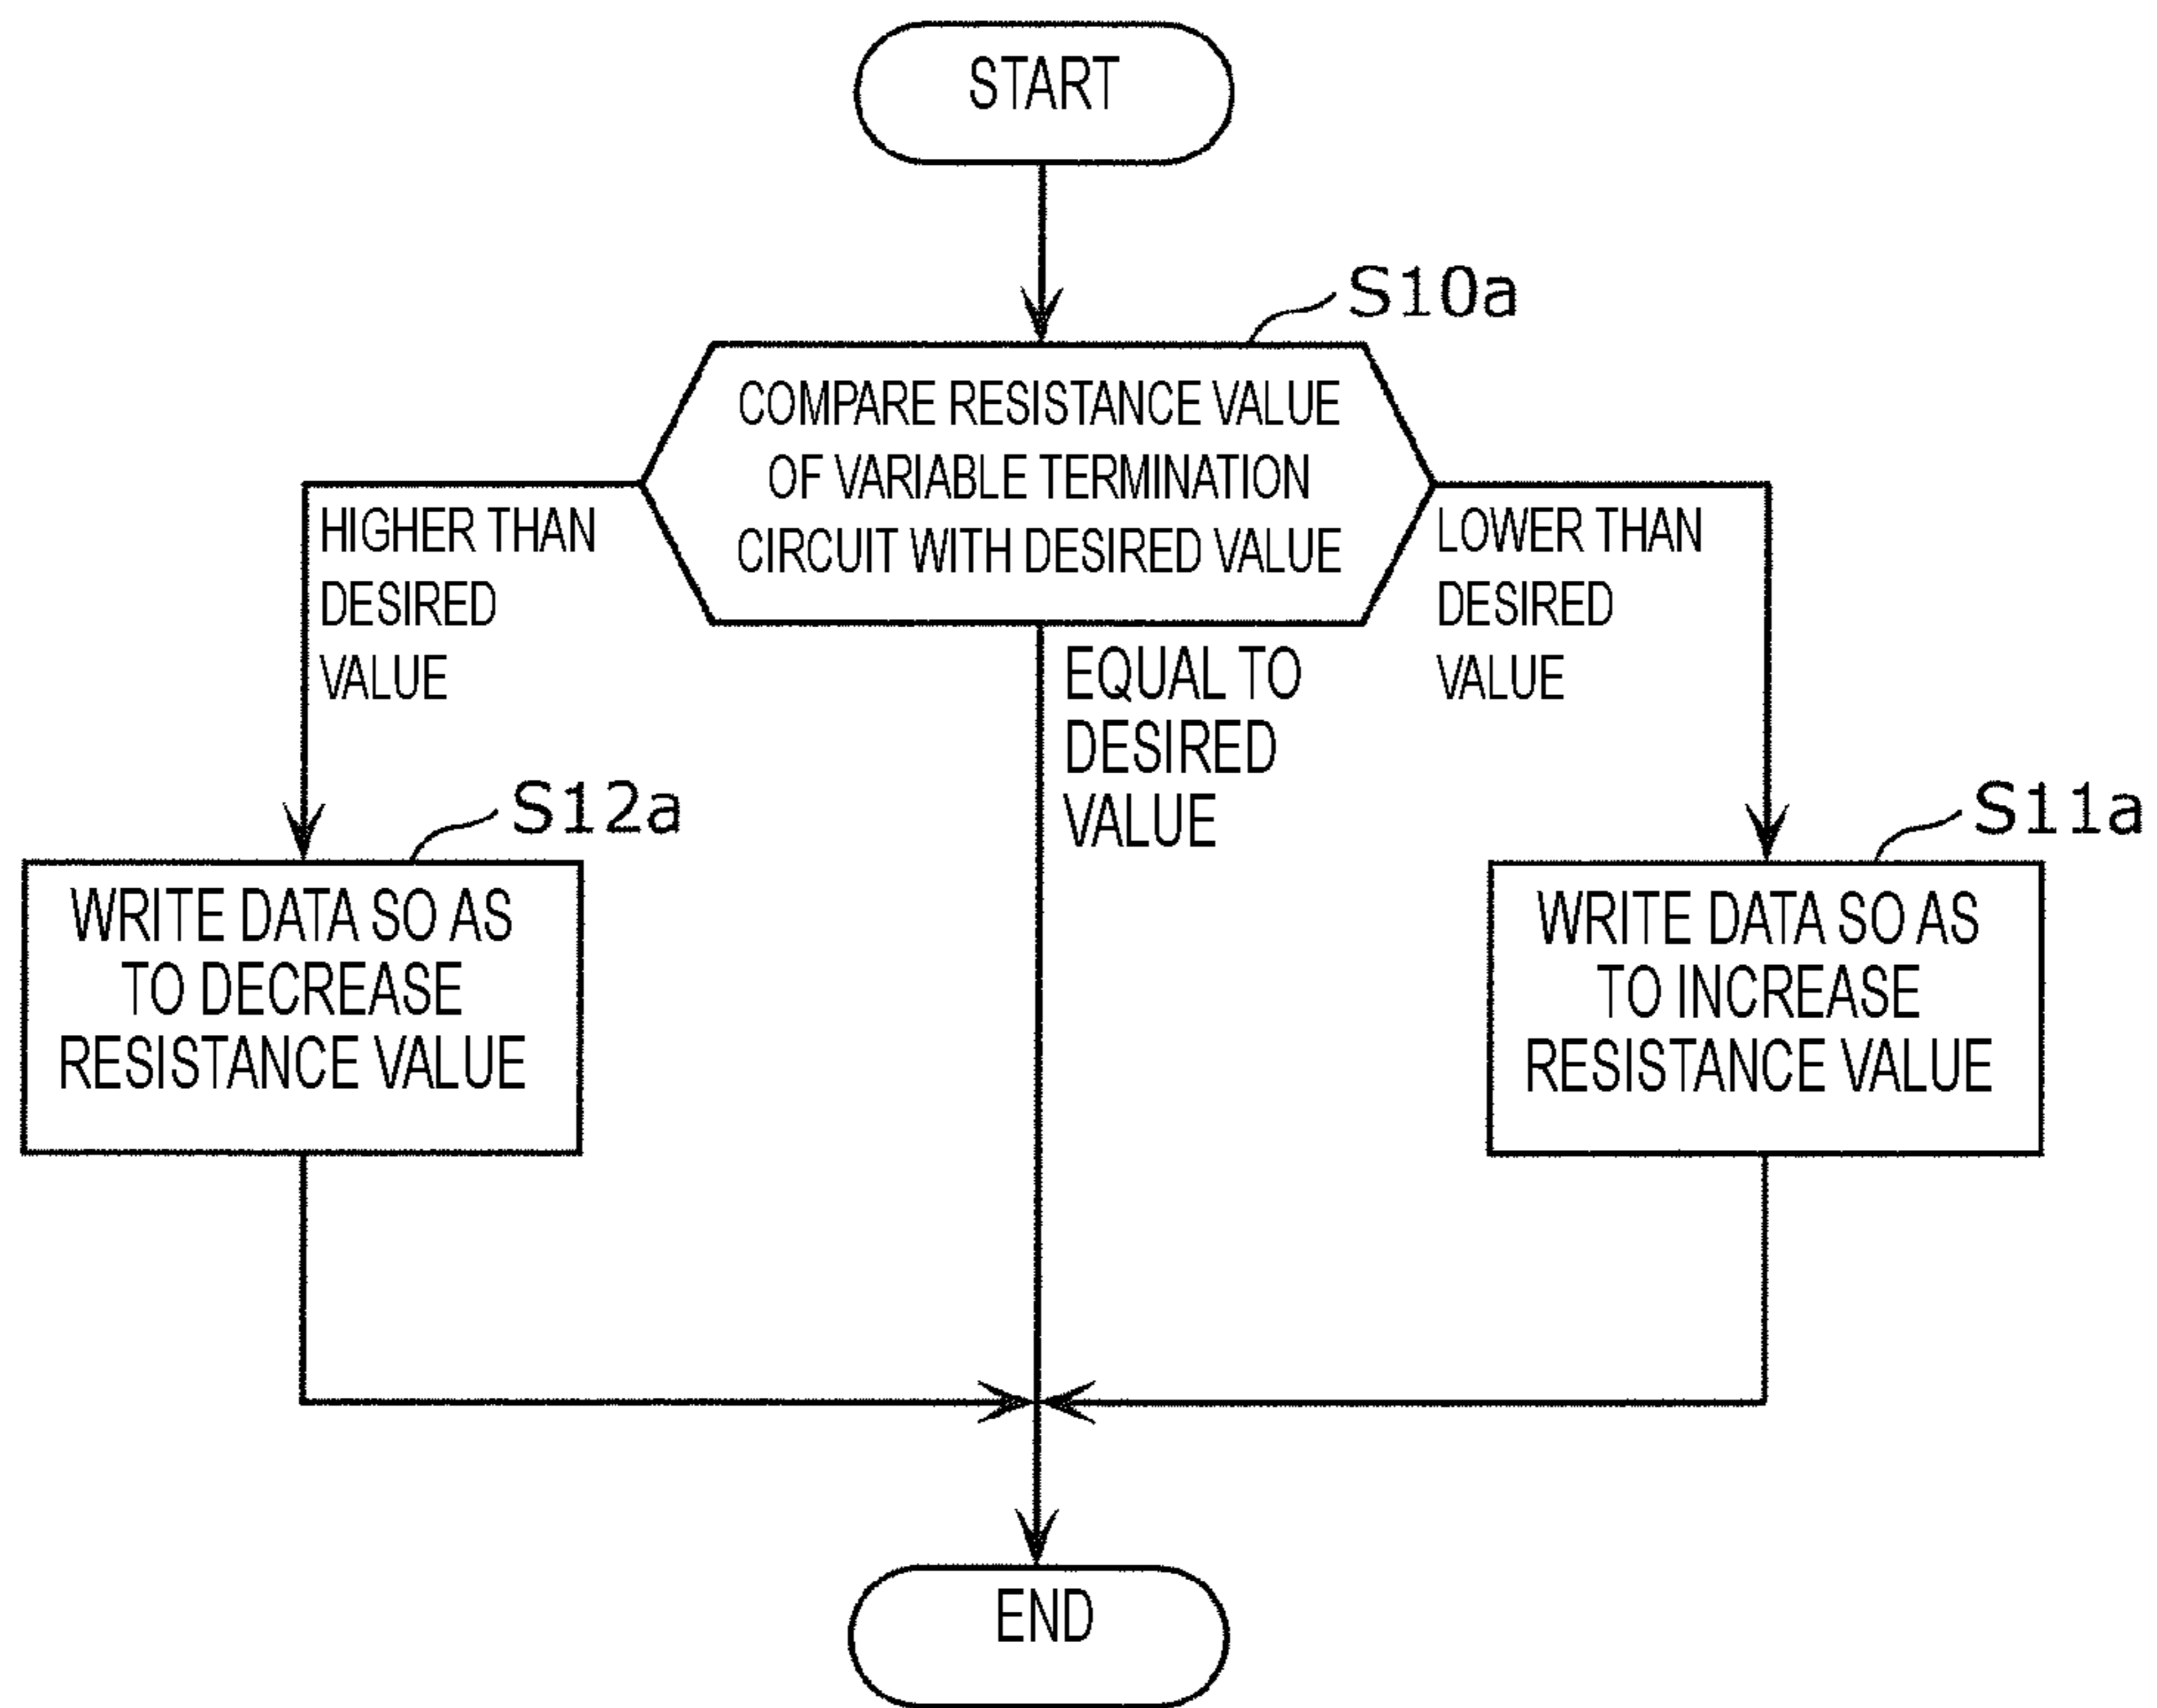 START
S10a
COMPARE RESISTANCE VALUE
OF VARIABLE TERMINATION
CIRCUIT WITH DESIRED VALUE
HIGHER THAN
DESIRED
VALUE
EQUAL TO
DESIRED
VALUE
LOWER THAN
DESIRED
VALUE
S12a
WRITE DATA SO AS
TO DECREASE
RESISTANCE VALUE
S11a
WRITE DATA SO AS
TO INCREASE
RESISTANCE VALUE
END